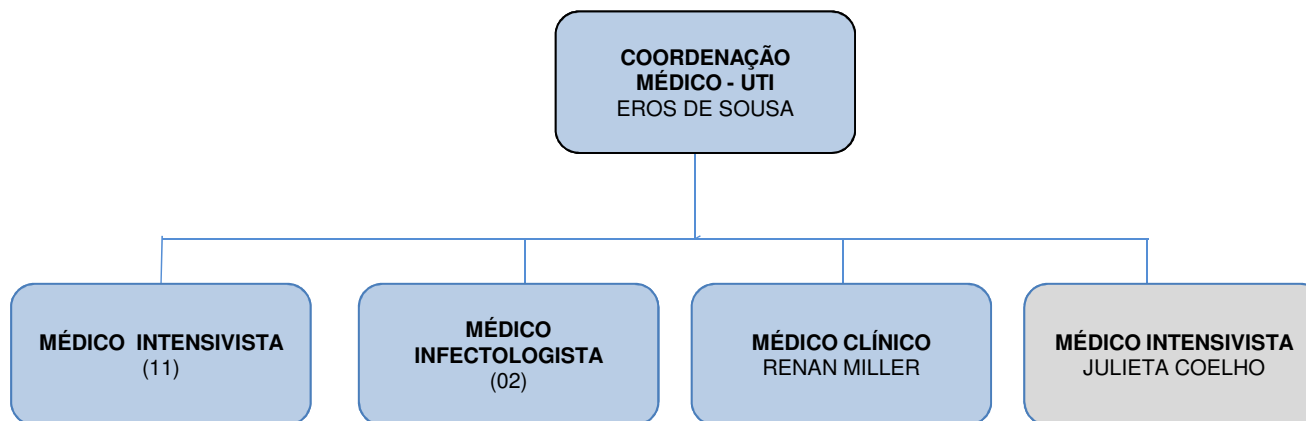 COORDENAÇÃO
MÉDICO - UTI
EROS DE SOUSA
MÉDICO INTENSIVISTA
(11)
MÉDICO
INFECTOLOGISTA
(02)
MÉDICO CLÍNICO
RENAN MILLER
MÉDICO INTENSIVISTA
JULIETA COELHO